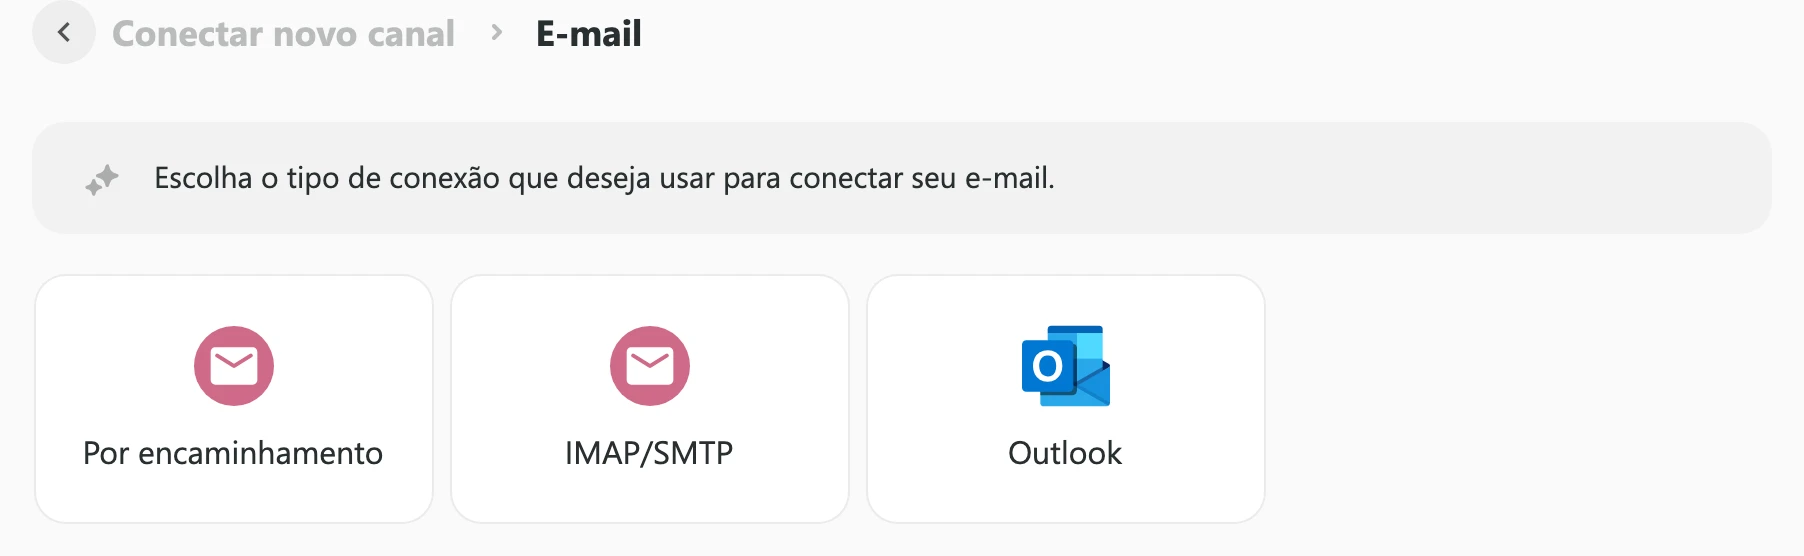 Conectar novo canal > E-mail
Escolha o tipo de conexão que deseja usar para conectar seu e-mail.
Por encaminhamento
IMAP/SMTP
O
Outlook